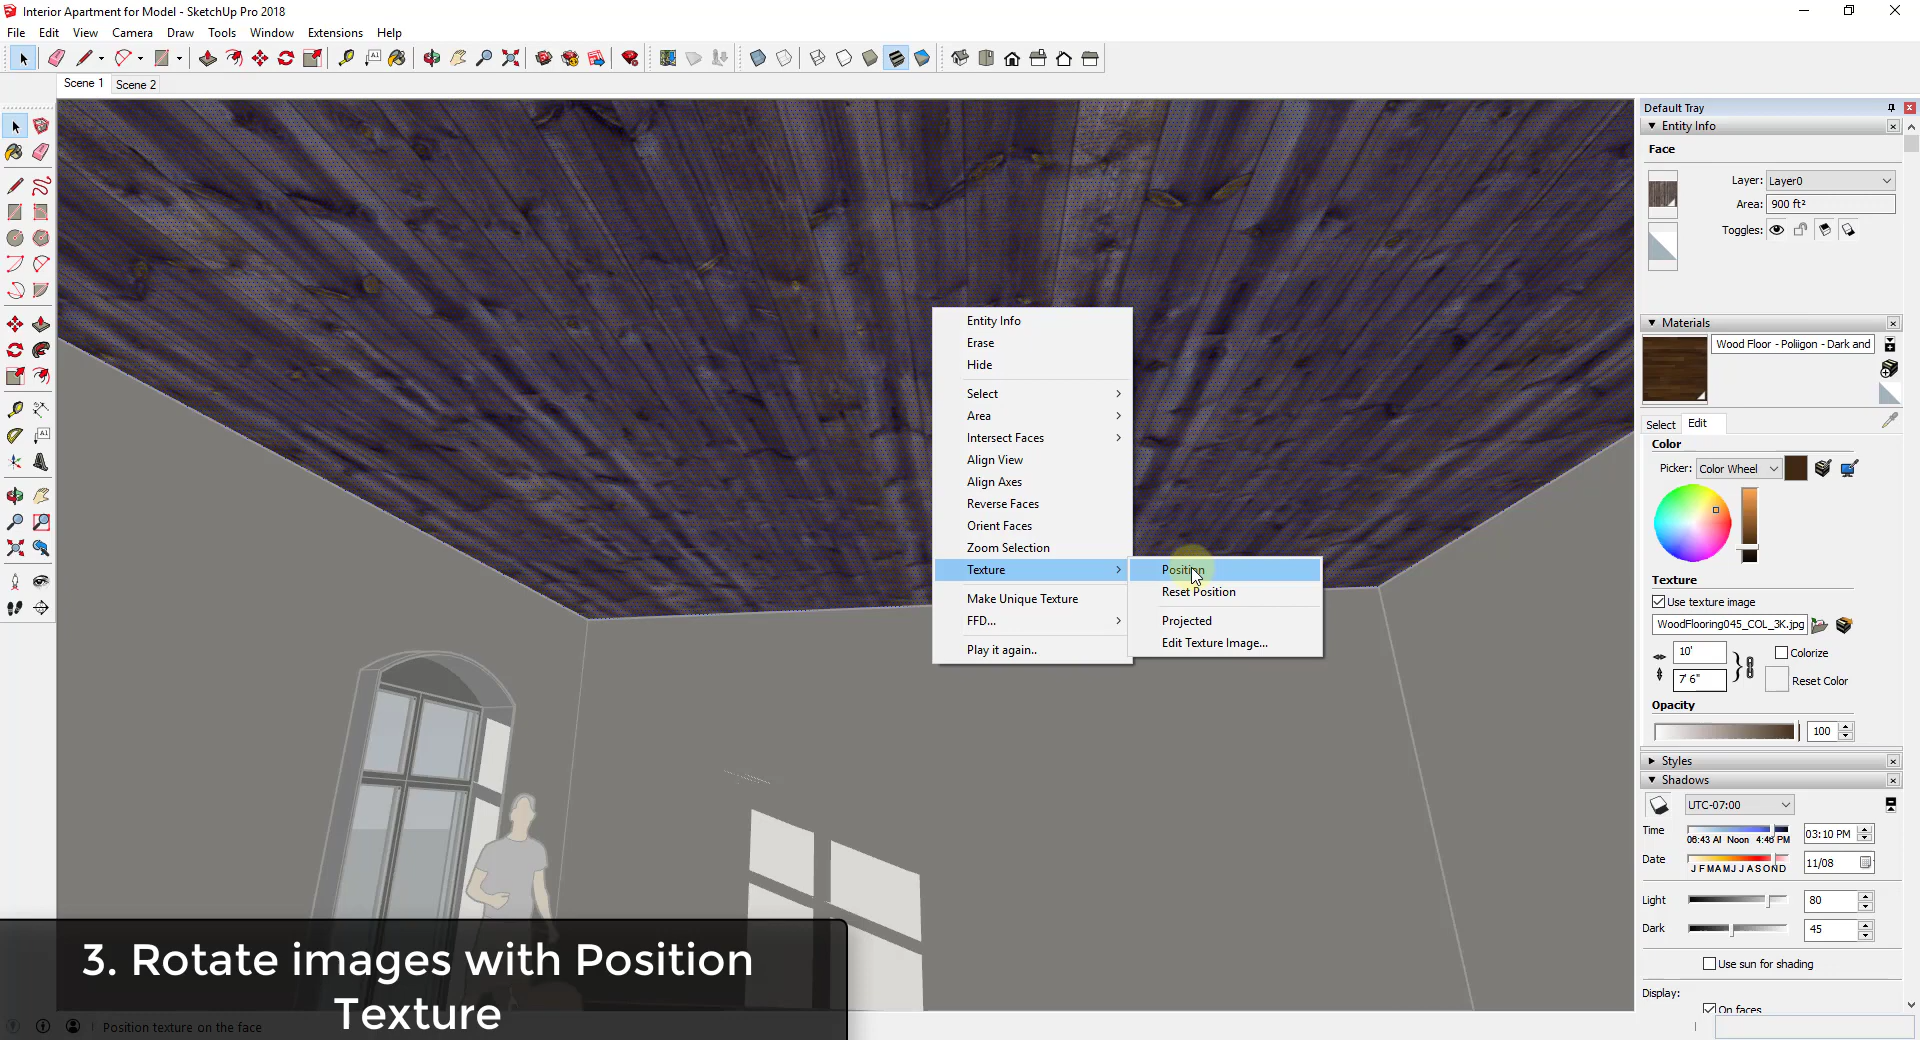 Interior Apartment for Model - SketchUp Pro 2018
File Edit View Camera Draw Tools Window Extensions Help
Scene 1 Scene 2
Default Tray
Entity Info
Face
Layer: Layer0
Area: 900 ft²
Toggles:
Materials
Wood Floor - Poliigon - Dark and
Select Edit
Color
Picker: Color Wheel
Texture
Use texture image
WoodFlooring045_COL_3K.jpg
10'
Colorize
7' 6"
Reset Color
Opacity
100
Styles
Shadows
UTC-07:00
Time
06:43 AI Noon 4:46 PM
03:10 PM
Date
J F M A M J J A S O N D
11/08
Light 80
Dark 45
Use sun for shading
Display:
On faces
Entity Info
Erase
Hide
Select
Area
Intersect Faces
Align View
Align Axes
Reverse Faces
Orient Faces
Zoom Selection
Texture
Make Unique Texture
FFD...
Play it again..
Position
Reset Position
Projected
Edit Texture Image...
3. Rotate images with Position
Texture
Position texture on the face